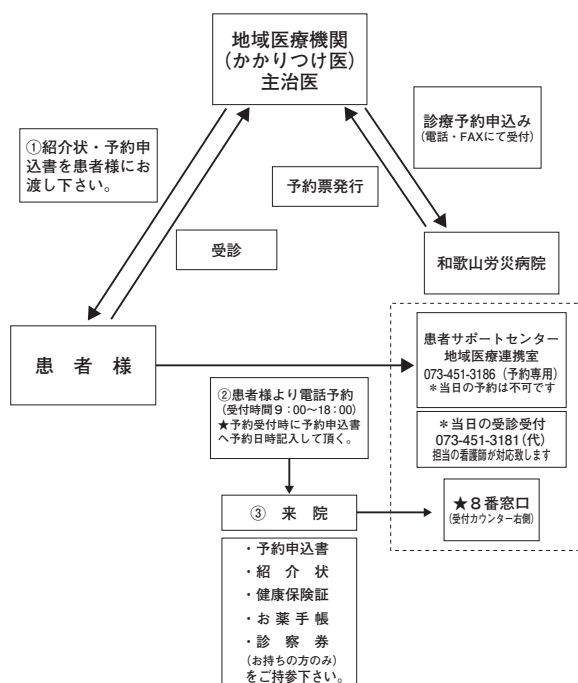 地域医療機関
(かかりつけ医)
主治医
①紹介状・予約申
込書を患者様にお
渡し下さい。
診療予約申込み
(電話・FAXにて受付)
予約票発行
受診
和歌山労災病院
患者様
患者サポートセンター
地域医療連携室
073-451-3186(予約専用)
＊当日の予約は不可です
②患者様より電話予約
(受付時間9:00〜18:00)
★予約受付時に予約申込書
へ予約日時記入して頂く。
＊当日の受診受付
073-451-3181(代)
担当の看護師が対応致します
③ 来院
★8番窓口
(受付カウンター右側)
・予約申込書
・紹介状
・健康保険証
・お薬手帳
・診察券
(お持ちの方のみ)
をご持参下さい。